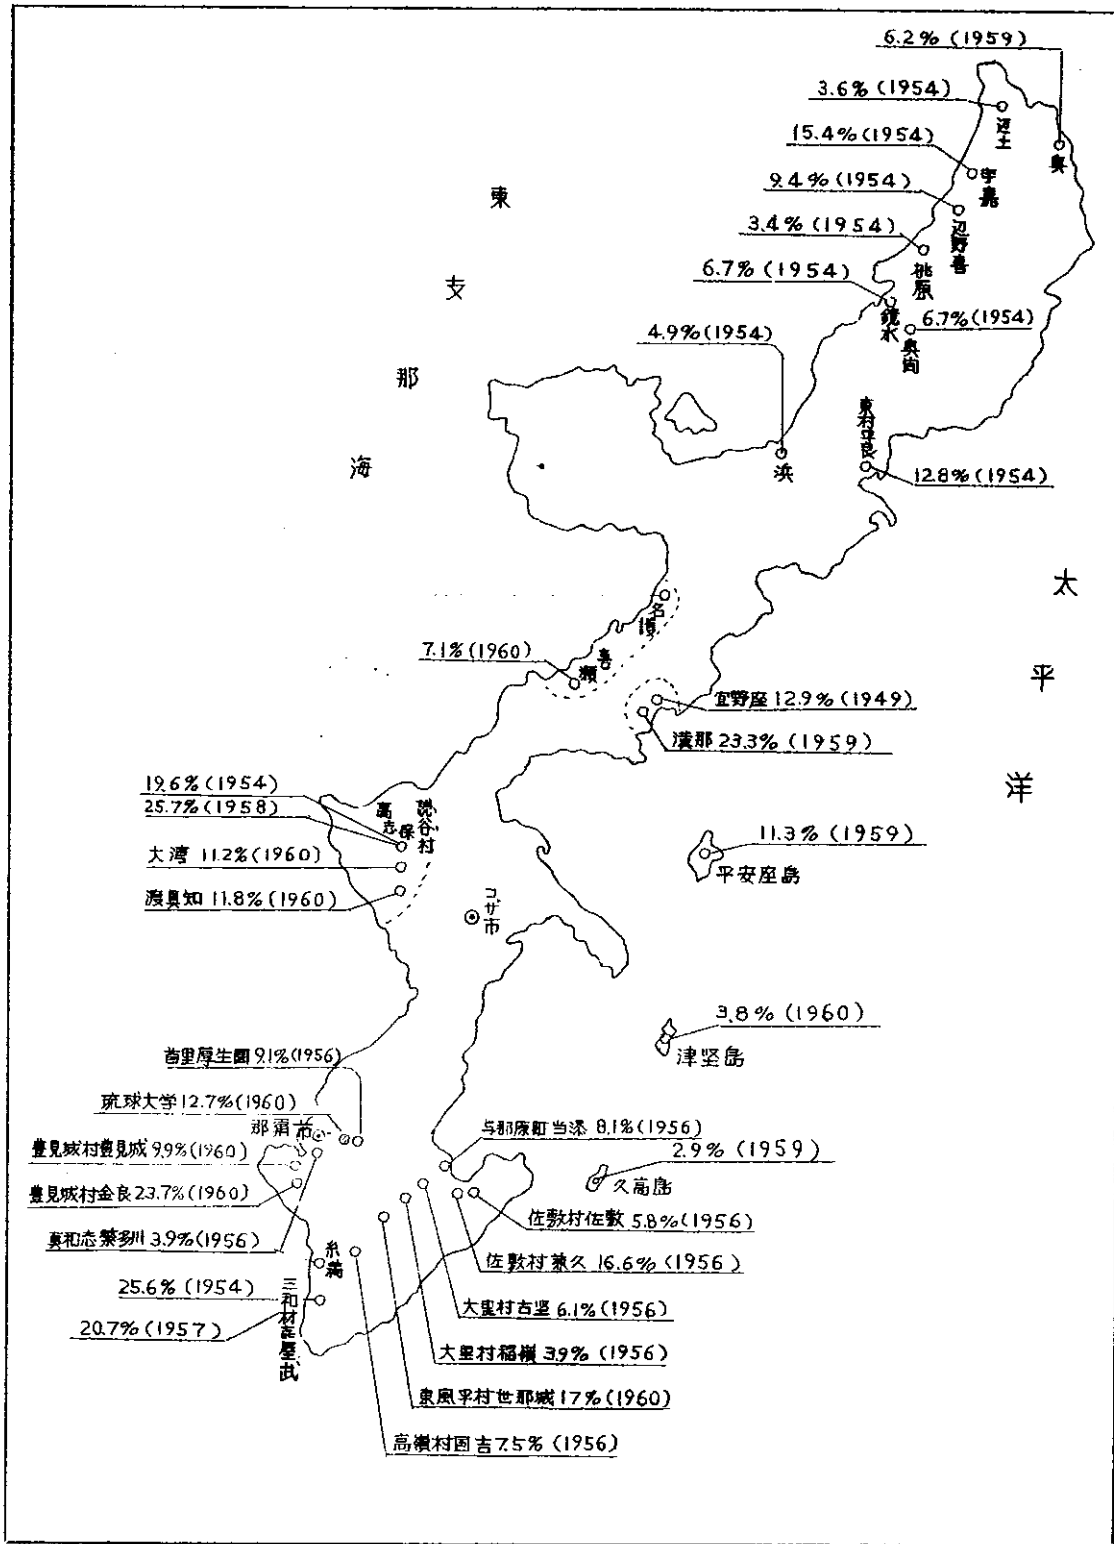 6.2% (1959)
3.6% (1954)
辺土
奥
15.4% (1954)
宇嘉
9.4% (1954)
辺野喜
3.4% (1954)
桃原
6.7% (1954)
鏡水
6.7% (1954)
奥間
4.9% (1954)
浜
東村平良
12.8% (1954)
東支那海
太平洋
名護
喜瀬
7.1% (1960)
宜野座 12.9% (1949)
漢那 23.3% (1959)
19.6% (1954)
25.7% (1958)
高志保
読谷村
大湾 11.2% (1960)
渡具知 11.8% (1960)
コザ市
11.3% (1959)
平安座島
3.8% (1960)
津堅島
首里厚生園 9.1% (1956)
琉球大学 12.7% (1960)
那覇市
豊見城村豊見城 9.9% (1960)
豊見城村金良 23.7% (1960)
真和志繁多川 3.9% (1956)
与那原町当添 8.1% (1956)
2.9% (1959)
久高島
佐敷村佐敷 5.8% (1956)
佐敷村兼久 16.6% (1956)
大里村古堅 6.1% (1956)
大里村稲嶺 3.9% (1956)
東風平村世那城 17% (1960)
高嶺村国吉 7.5% (1956)
糸満
25.6% (1954)
三和村喜屋武
20.7% (1957)